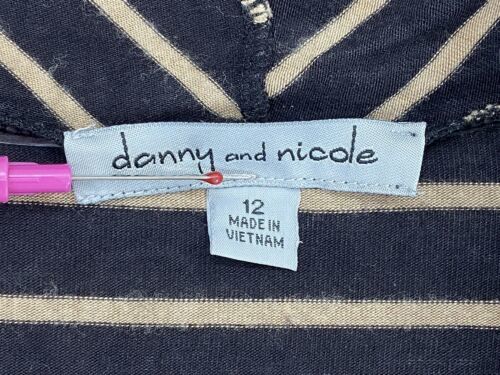 danny and nicole
12
MADE IN
VIETNAM